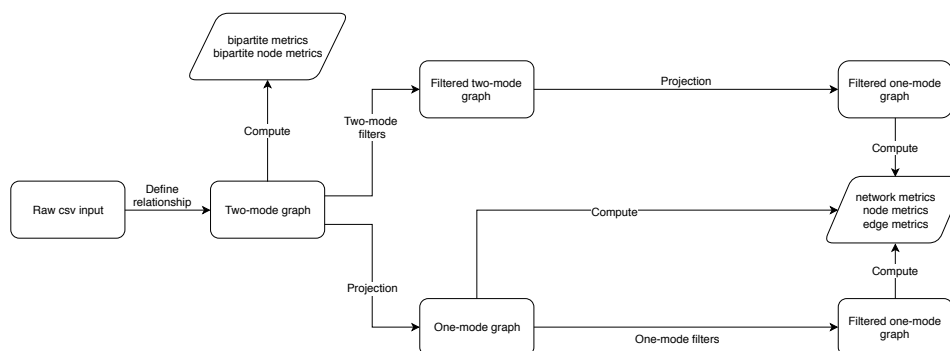 bipartite metrics
bipartite node metrics
Filtered two-mode
graph
Projection
Filtered one-mode
graph
Compute
Two-mode
filters
Compute
Raw csv input
Define
relationship
Two-mode graph
Compute
network metrics
node metrics
edge metrics
Projection
Compute
One-mode graph
One-mode filters
Filtered one-mode
graph